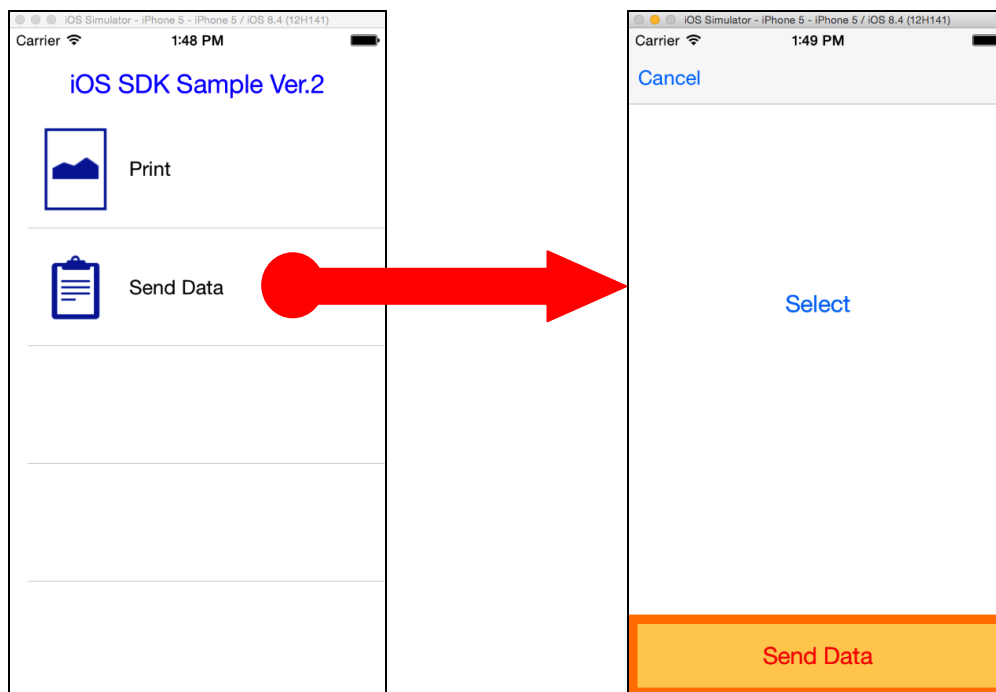 iOS Simulator - iPhone 5 - iPhone 5 / iOS 8.4 (12H141)
Carrier 1:48 PM
iOS SDK Sample Ver.2
Print
Send Data
iOS Simulator - iPhone 5 - iPhone 5 / iOS 8.4 (12H141)
Carrier 1:49 PM
Cancel
Select
Send Data